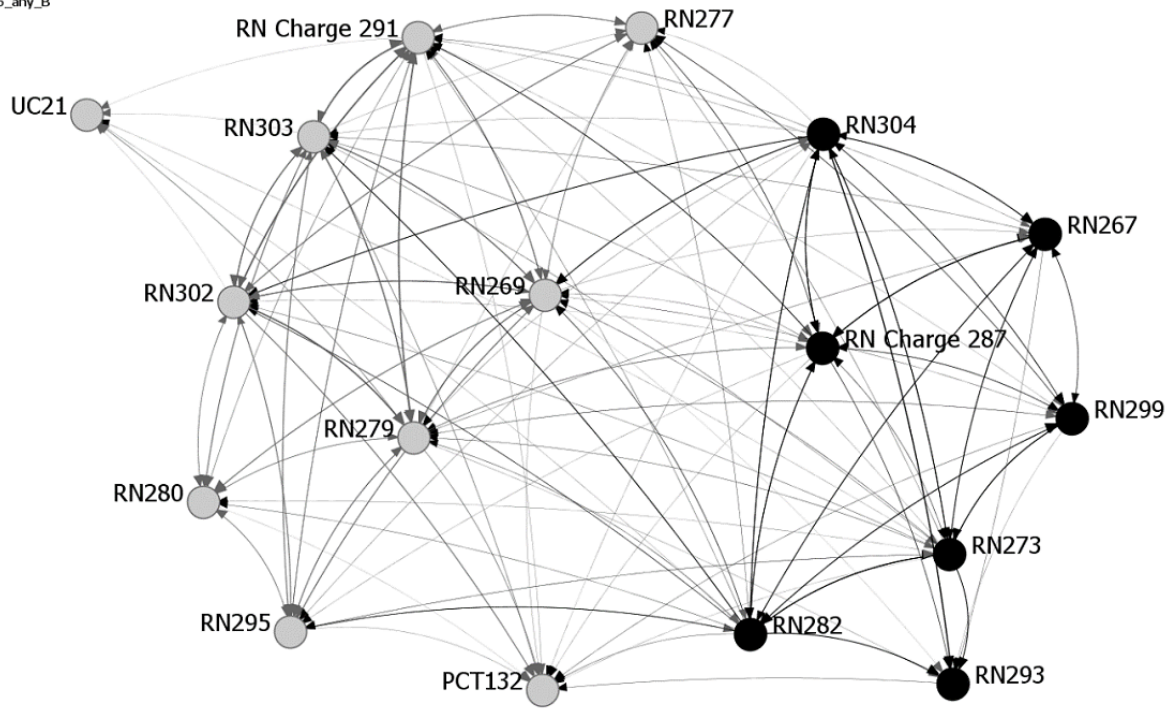 RN Charge 291
RN277
UC21
RN303
RN304
RN267
RN302
RN269
RN Charge 287
RN299
RN279
RN280
RN273
RN295
RN282
PCT132
RN293